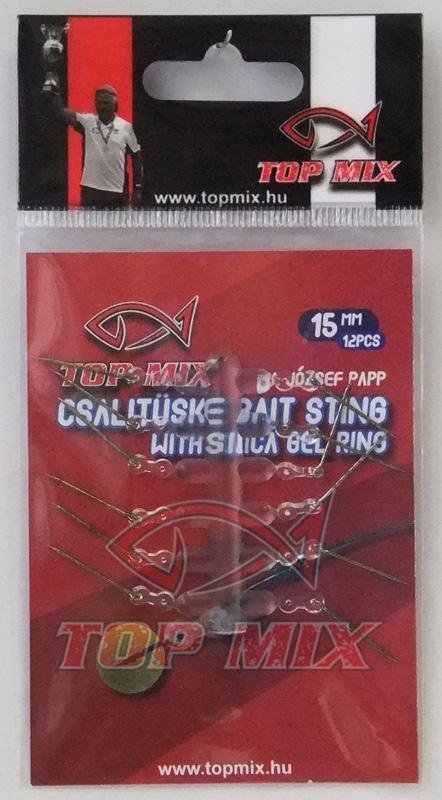 TOP MIX
www.topmix.hu
15 MM
12PCS
TOP MIX
BY JÓZSEF PAPP
CSALITÜSKE BAIT STING
WITH SILICA GEL RING
TOP MIX
www.topmix.hu